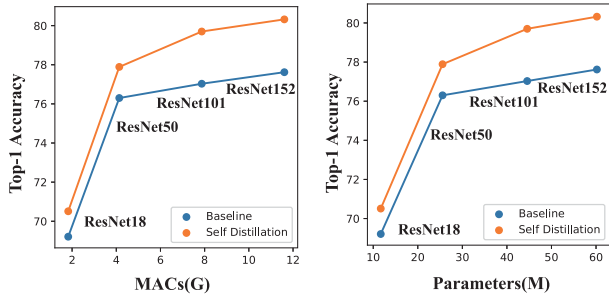 Top-1 Accuracy
80
78
76
74
72
70
ResNet18
ResNet50
ResNet101
ResNet152
Baseline
Self Distillation
2 4 6 8 10 12
MACs(G)
Top-1 Accuracy
80
78
76
74
72
70
ResNet18
ResNet50
ResNet101
ResNet152
Baseline
Self Distillation
10 20 30 40 50 60
Parameters(M)